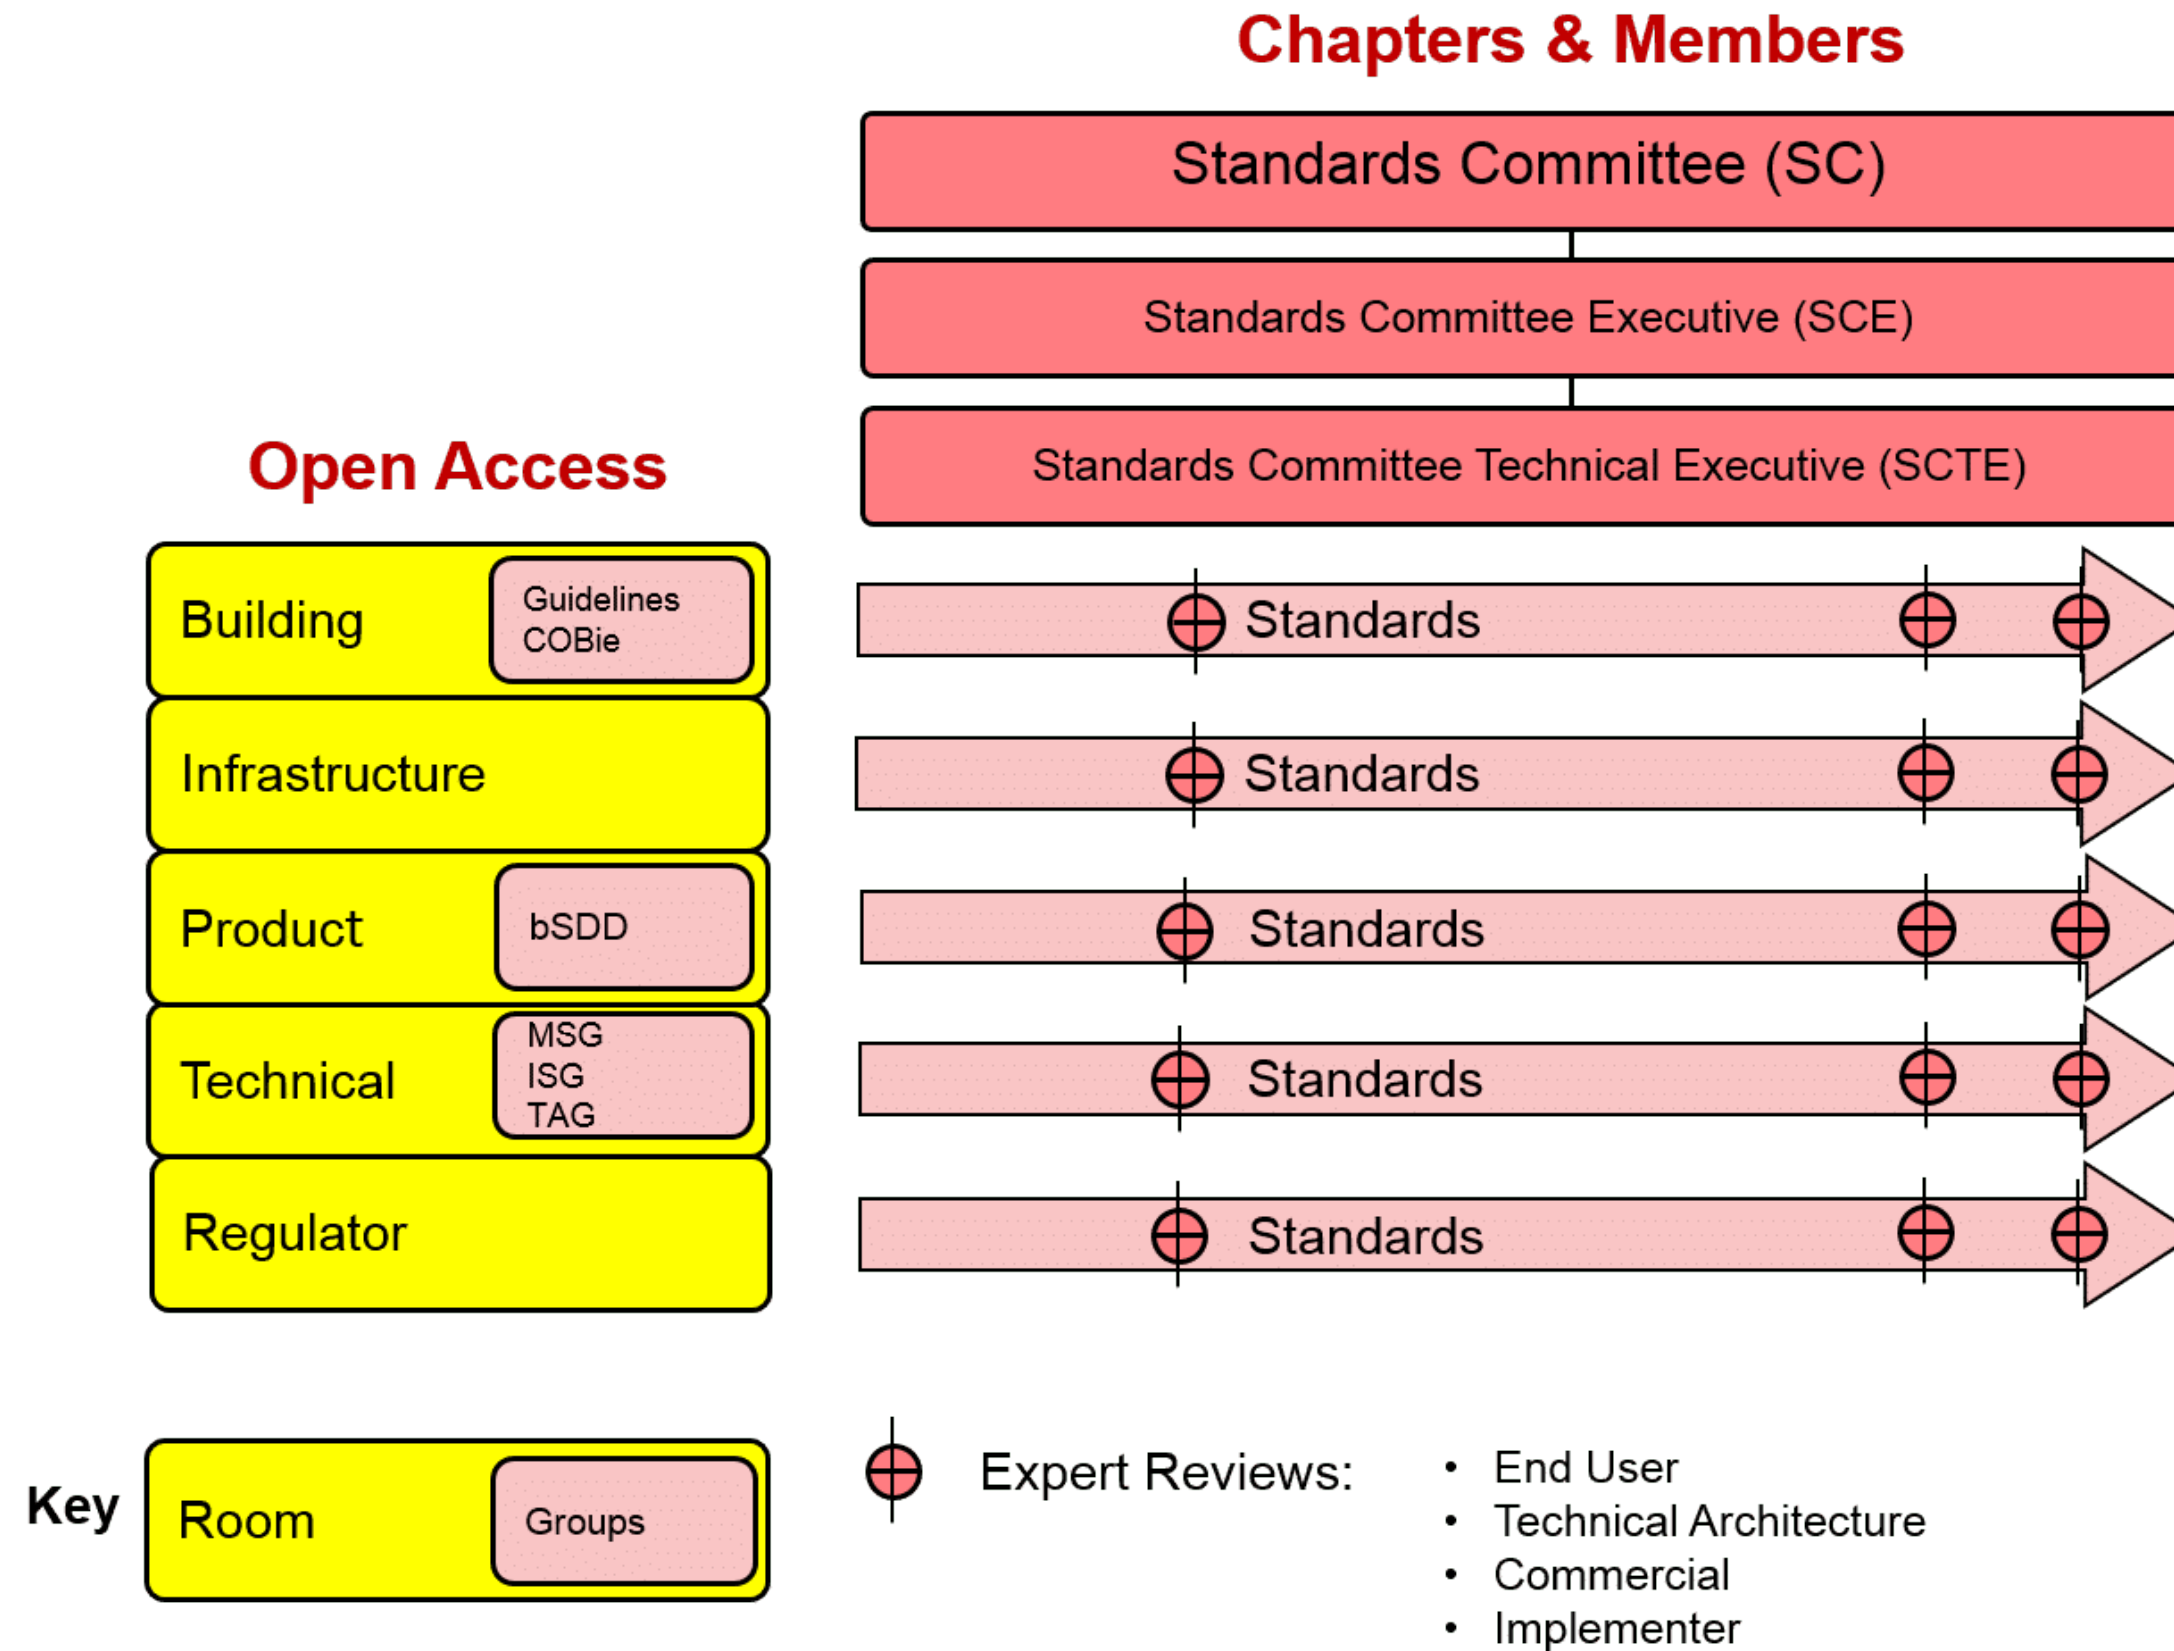 Chapters & Members
Standards Committee (SC)
Standards Committee Executive (SCE)
Standards Committee Technical Executive (SCTE)
Open Access
Building
Guidelines
COBie
Standards
Infrastructure
Standards
Product
bSDD
Standards
Technical
MSG
ISG
TAG
Standards
Regulator
Standards
Key
Room
Groups
Expert Reviews:
• End User
• Technical Architecture
• Commercial
• Implementer